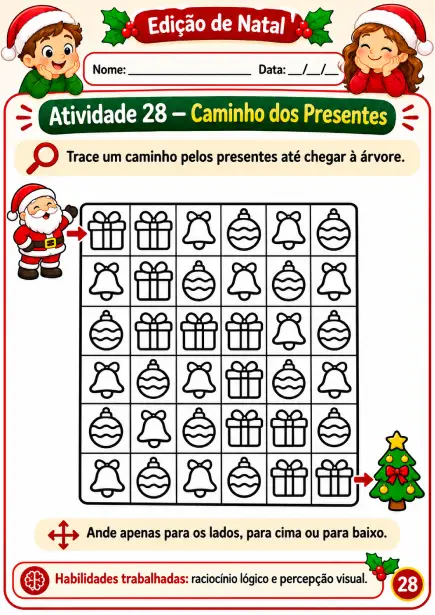 Edição de Natal
Nome: ____________________ Data: __/__/__
Atividade 28 – Caminho dos Presentes
Trace um caminho pelos presentes até chegar à árvore.
Ande apenas para os lados, para cima ou para baixo.
Habilidades trabalhadas: raciocínio lógico e percepção visual.
28